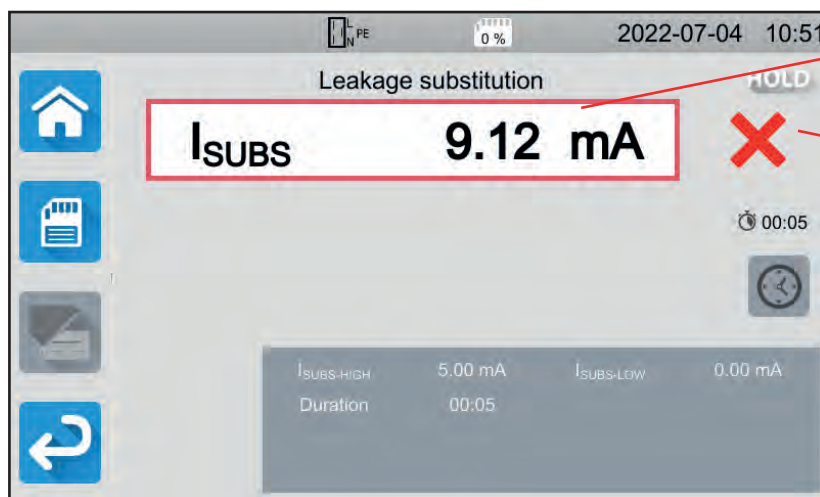 L N PE 0 % 2022-07-04 10:51
Leakage substitution HOLD
ISUBS 9.12 mA
00:05
ISUBS-HIGH 5.00 mA ISUBS-LOW 0.00 mA
Duration 00:05